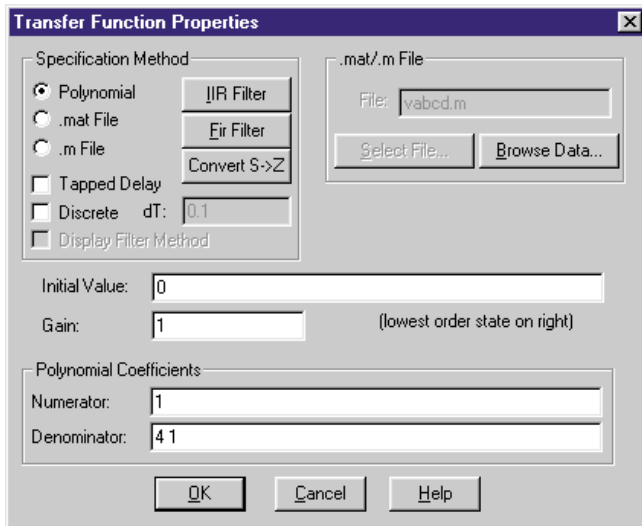 Transfer Function Properties
Specification Method
Polynomial
.mat File
.m File
IIR Filter
Fir Filter
Convert S->Z
Tapped Delay
Discrete dT: 0.1
Display Filter Method
.mat/.m File
File: vabcd.m
Select File...
Browse Data...
Initial Value: 0
Gain: 1 (lowest order state on right)
Polynomial Coefficients
Numerator: 1
Denominator: 4 1
OK Cancel Help